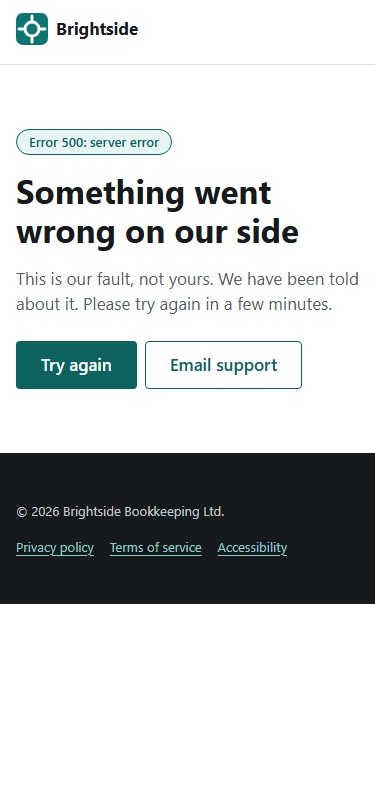 Brightside
Error 500: server error
Something went
wrong on our side
This is our fault, not yours. We have been told
about it. Please try again in a few minutes.
Try again
Email support
© 2026 Brightside Bookkeeping Ltd.
Privacy policy Terms of service Accessibility